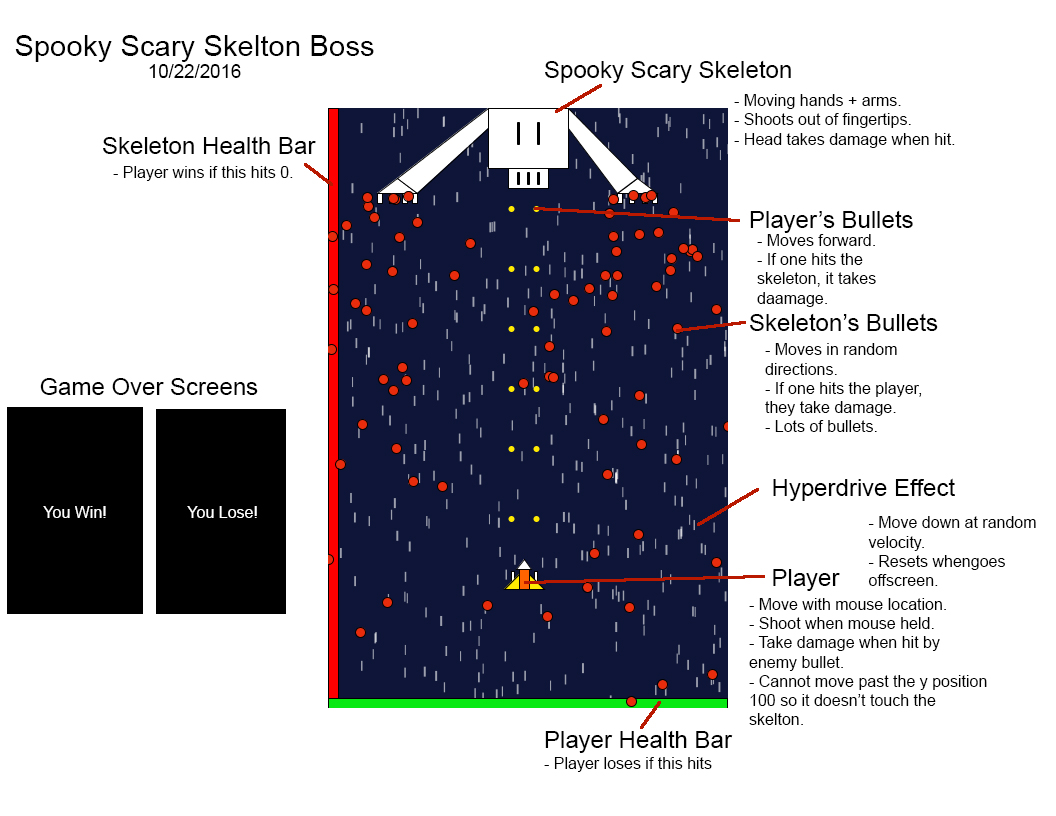 Spooky Scary Skelton Boss
10/22/2016
Spooky Scary Skeleton
- Moving hands + arms.
- Shoots out of fingertips.
- Head takes damage when hit.
Skeleton Health Bar
- Player wins if this hits 0.
Player's Bullets
- Moves forward.
- If one hits the
skeleton, it takes
daamage.
Skeleton's Bullets
- Moves in random
directions.
- If one hits the player,
they take damage.
- Lots of bullets.
Game Over Screens
You Win!
You Lose!
Hyperdrive Effect
- Move down at random
velocity.
- Resets whengoes
offscreen.
Player
- Move with mouse location.
- Shoot when mouse held.
- Take damage when hit by
enemy bullet.
- Cannot move past the y position
100 so it doesn't touch the
skelton.
Player Health Bar
- Player loses if this hits